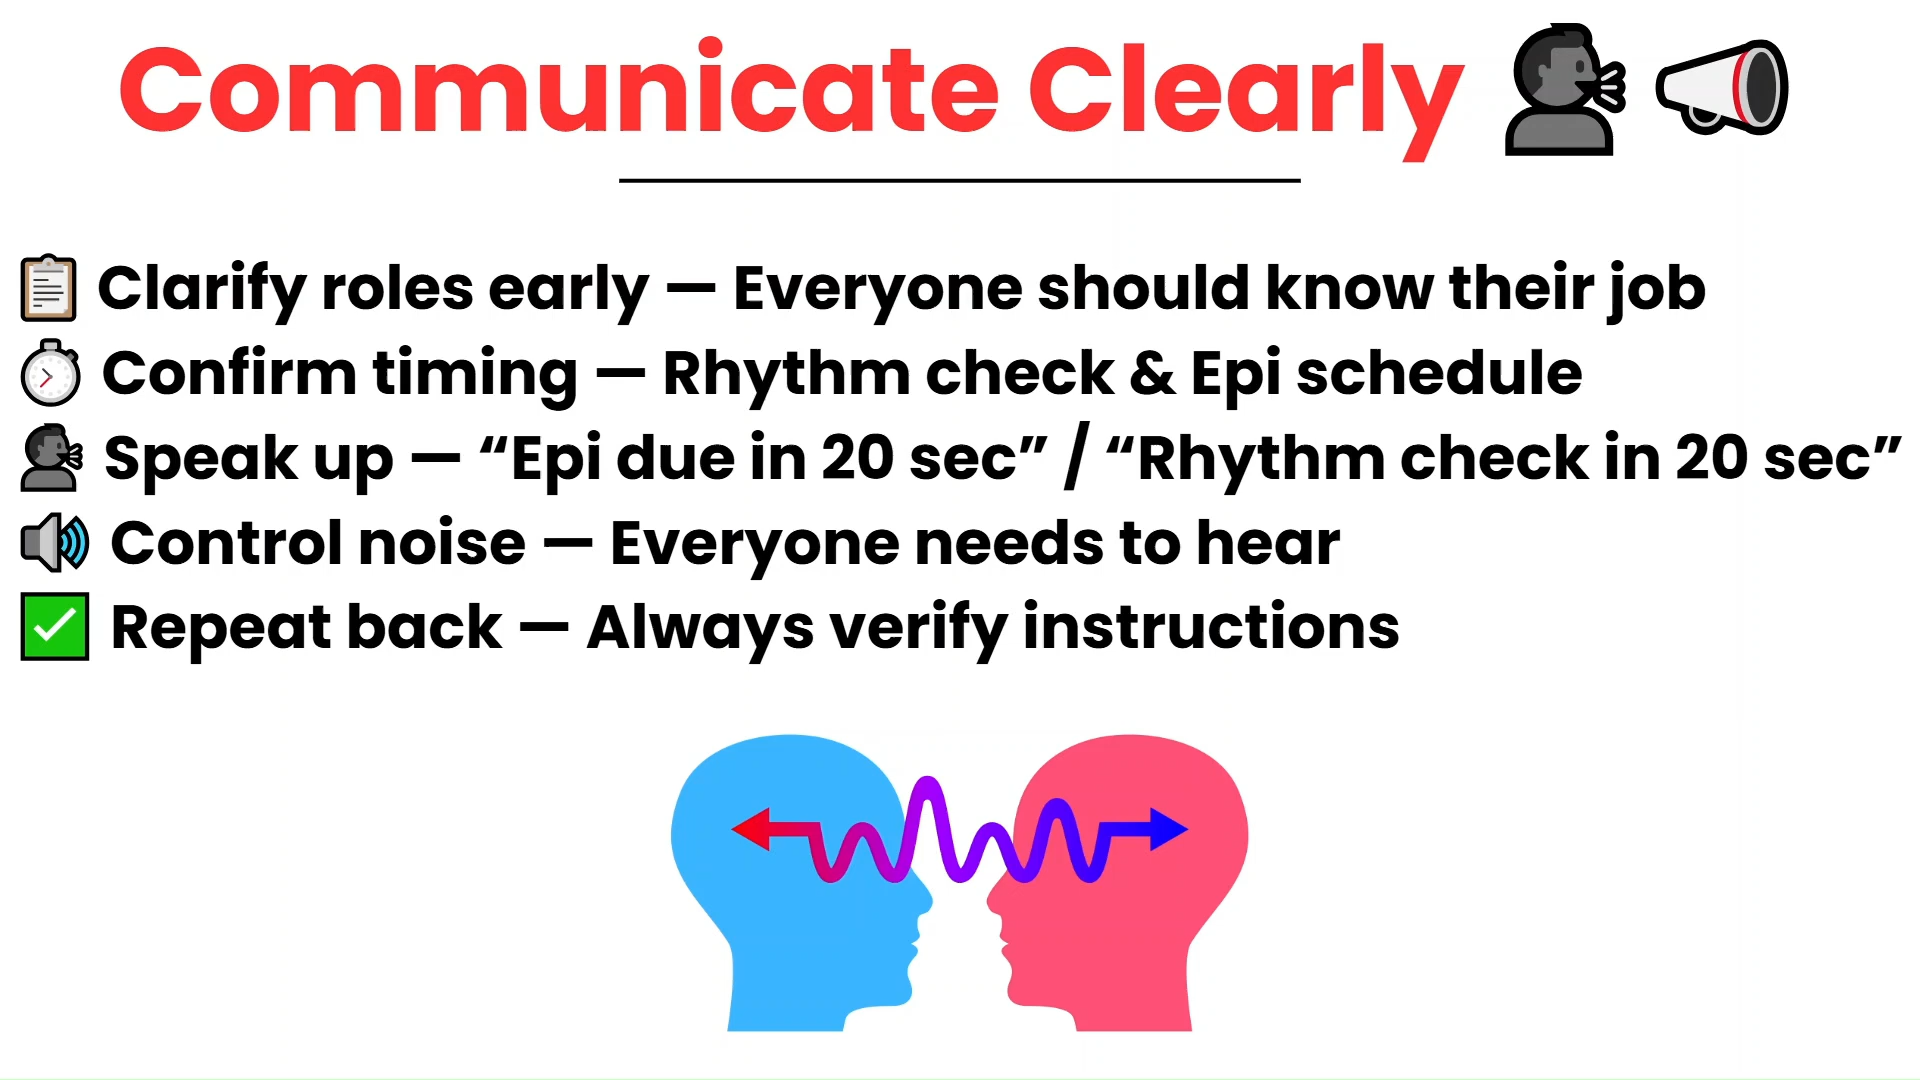 Communicate Clearly
Clarify roles early — Everyone should know their job
Confirm timing — Rhythm check & Epi schedule
Speak up — “Epi due in 20 sec” / “Rhythm check in 20 sec”
Control noise — Everyone needs to hear
Repeat back — Always verify instructions